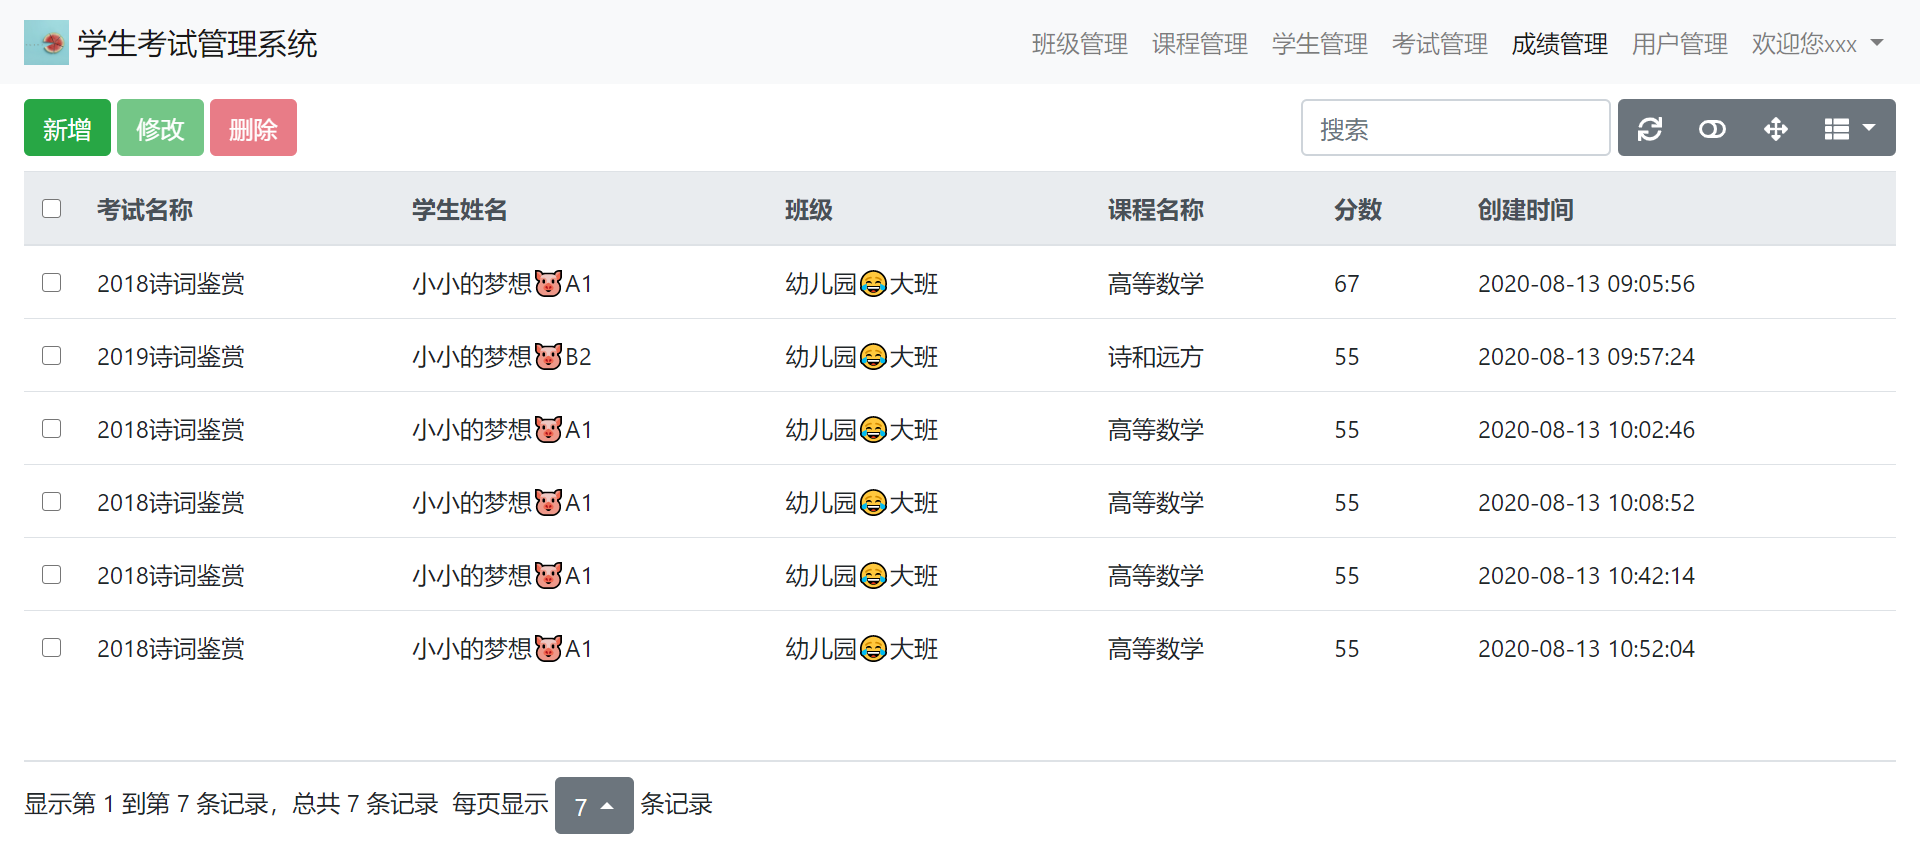 学生考试管理系统 班级管理 课程管理 学生管理 考试管理 成绩管理 用户管理 欢迎您xxx
新增 修改 删除 搜索
考试名称 学生姓名 班级 课程名称 分数 创建时间
2018诗词鉴赏 小小的梦想🐷A1 幼儿园😂大班 高等数学 67 2020-08-13 09:05:56
2019诗词鉴赏 小小的梦想🐷B2 幼儿园😂大班 诗和远方 55 2020-08-13 09:57:24
2018诗词鉴赏 小小的梦想🐷A1 幼儿园😂大班 高等数学 55 2020-08-13 10:02:46
2018诗词鉴赏 小小的梦想🐷A1 幼儿园😂大班 高等数学 55 2020-08-13 10:08:52
2018诗词鉴赏 小小的梦想🐷A1 幼儿园😂大班 高等数学 55 2020-08-13 10:42:14
2018诗词鉴赏 小小的梦想🐷A1 幼儿园😂大班 高等数学 55 2020-08-13 10:52:04
显示第 1 到第 7 条记录，总共 7 条记录 每页显示 7 条记录